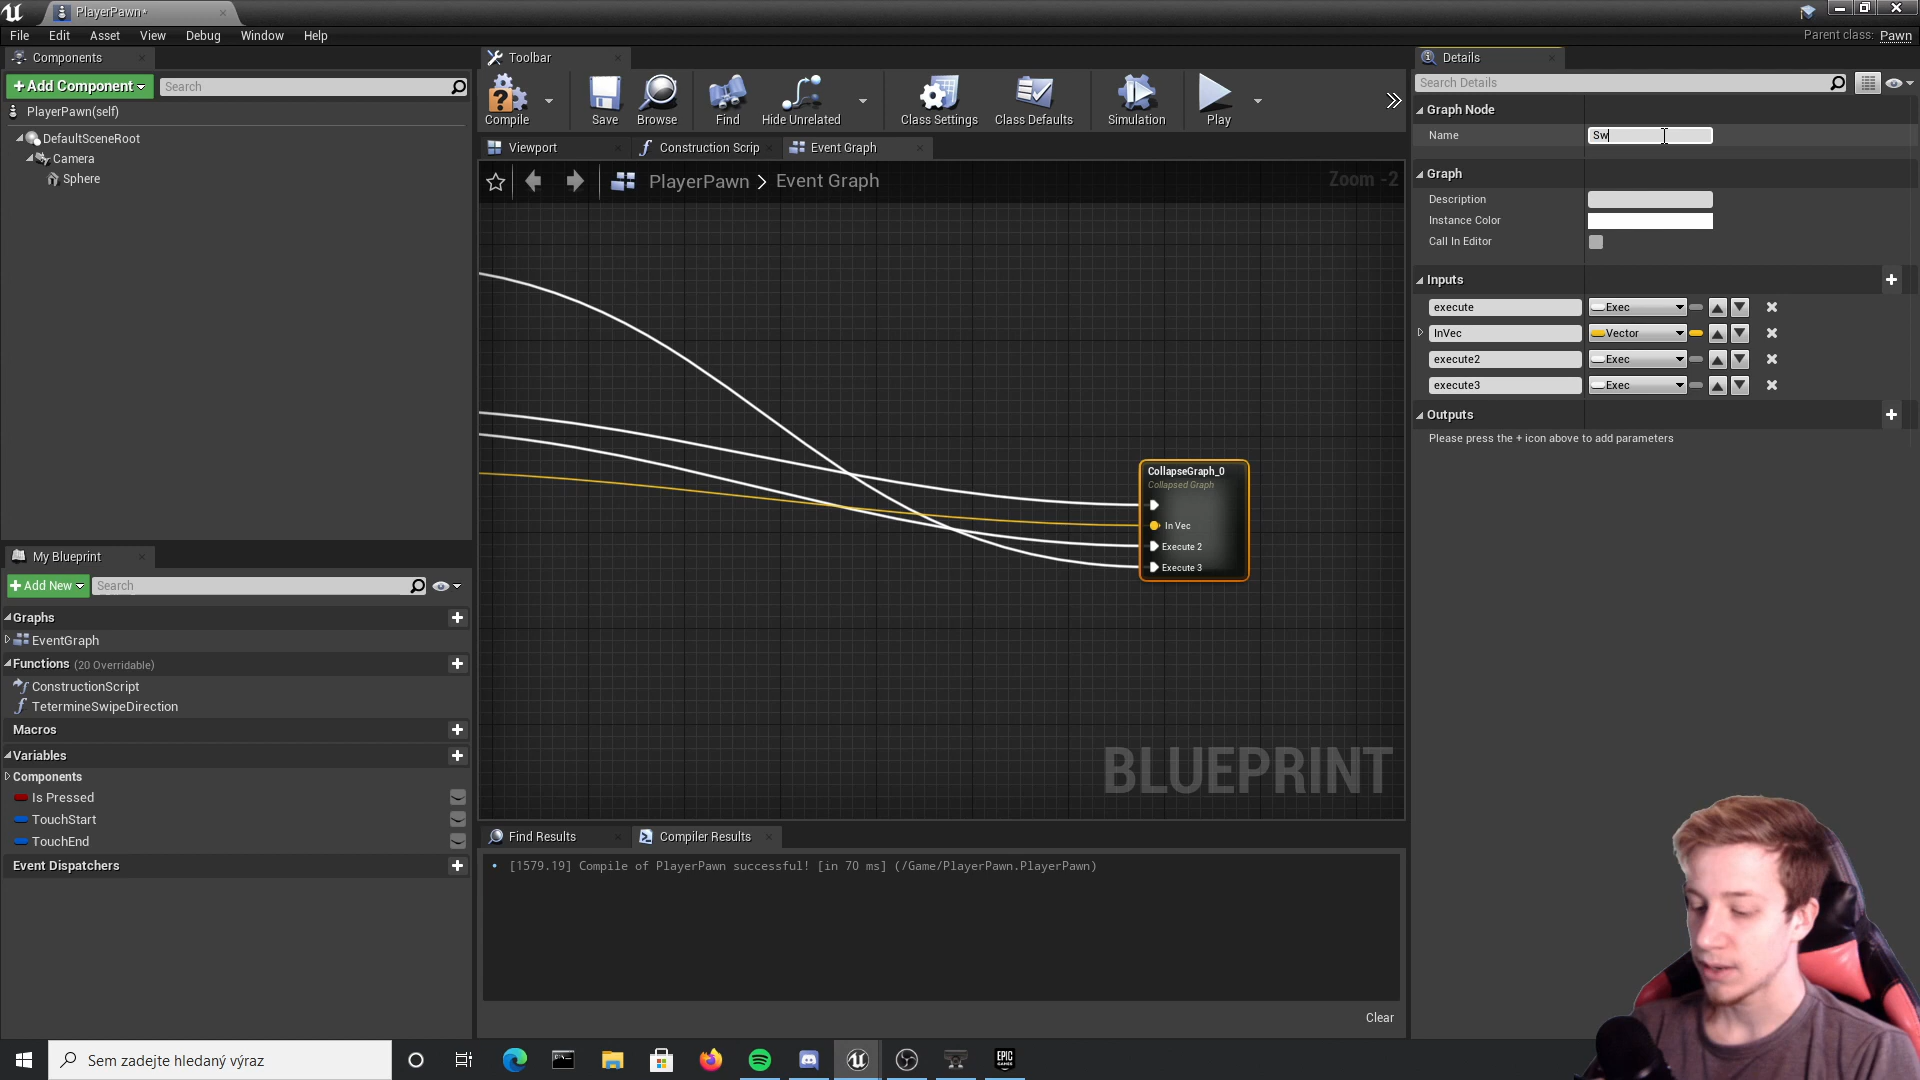 PlayerPawn*
File Edit Asset View Debug Window Help
Parent class: Pawn
Components
Add Component
Search
PlayerPawn(self)
DefaultSceneRoot
Camera
Sphere
My Blueprint
Add New
Search
Graphs
EventGraph
Functions (20 Overridable)
ConstructionScript
TetermineSwipeDirection
Macros
Variables
Components
Is Pressed
TouchStart
TouchEnd
Event Dispatchers
Toolbar
Compile
Save
Browse
Find
Hide Unrelated
Class Settings
Class Defaults
Simulation
Play
Viewport
Construction Scrip
Event Graph
PlayerPawn > Event Graph
Zoom -2
CollapseGraph_0
Collapsed Graph
In Vec
Execute 2
Execute 3
BLUEPRINT
Find Results
Compiler Results
[1579.19] Compile of PlayerPawn successful! [in 70 ms] (/Game/PlayerPawn.PlayerPawn)
Clear
Details
Search Details
Graph Node
Name
Sw
Graph
Description
Instance Color
Call In Editor
Inputs
execute Exec
InVec Vector
execute2 Exec
execute3 Exec
Outputs
Please press the + icon above to add parameters
Sem zadejte hledaný výraz
EPIC
GAMES